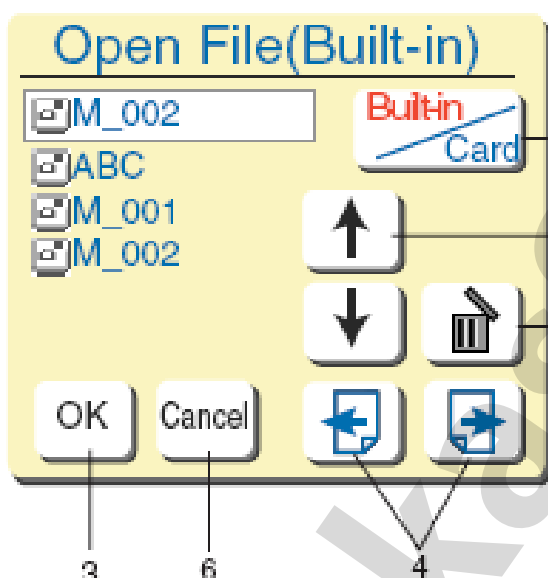 Open File(Built-in)
M_002
Built-in
Card
ABC
M_001
M_002
OK
Cancel
3
6
4